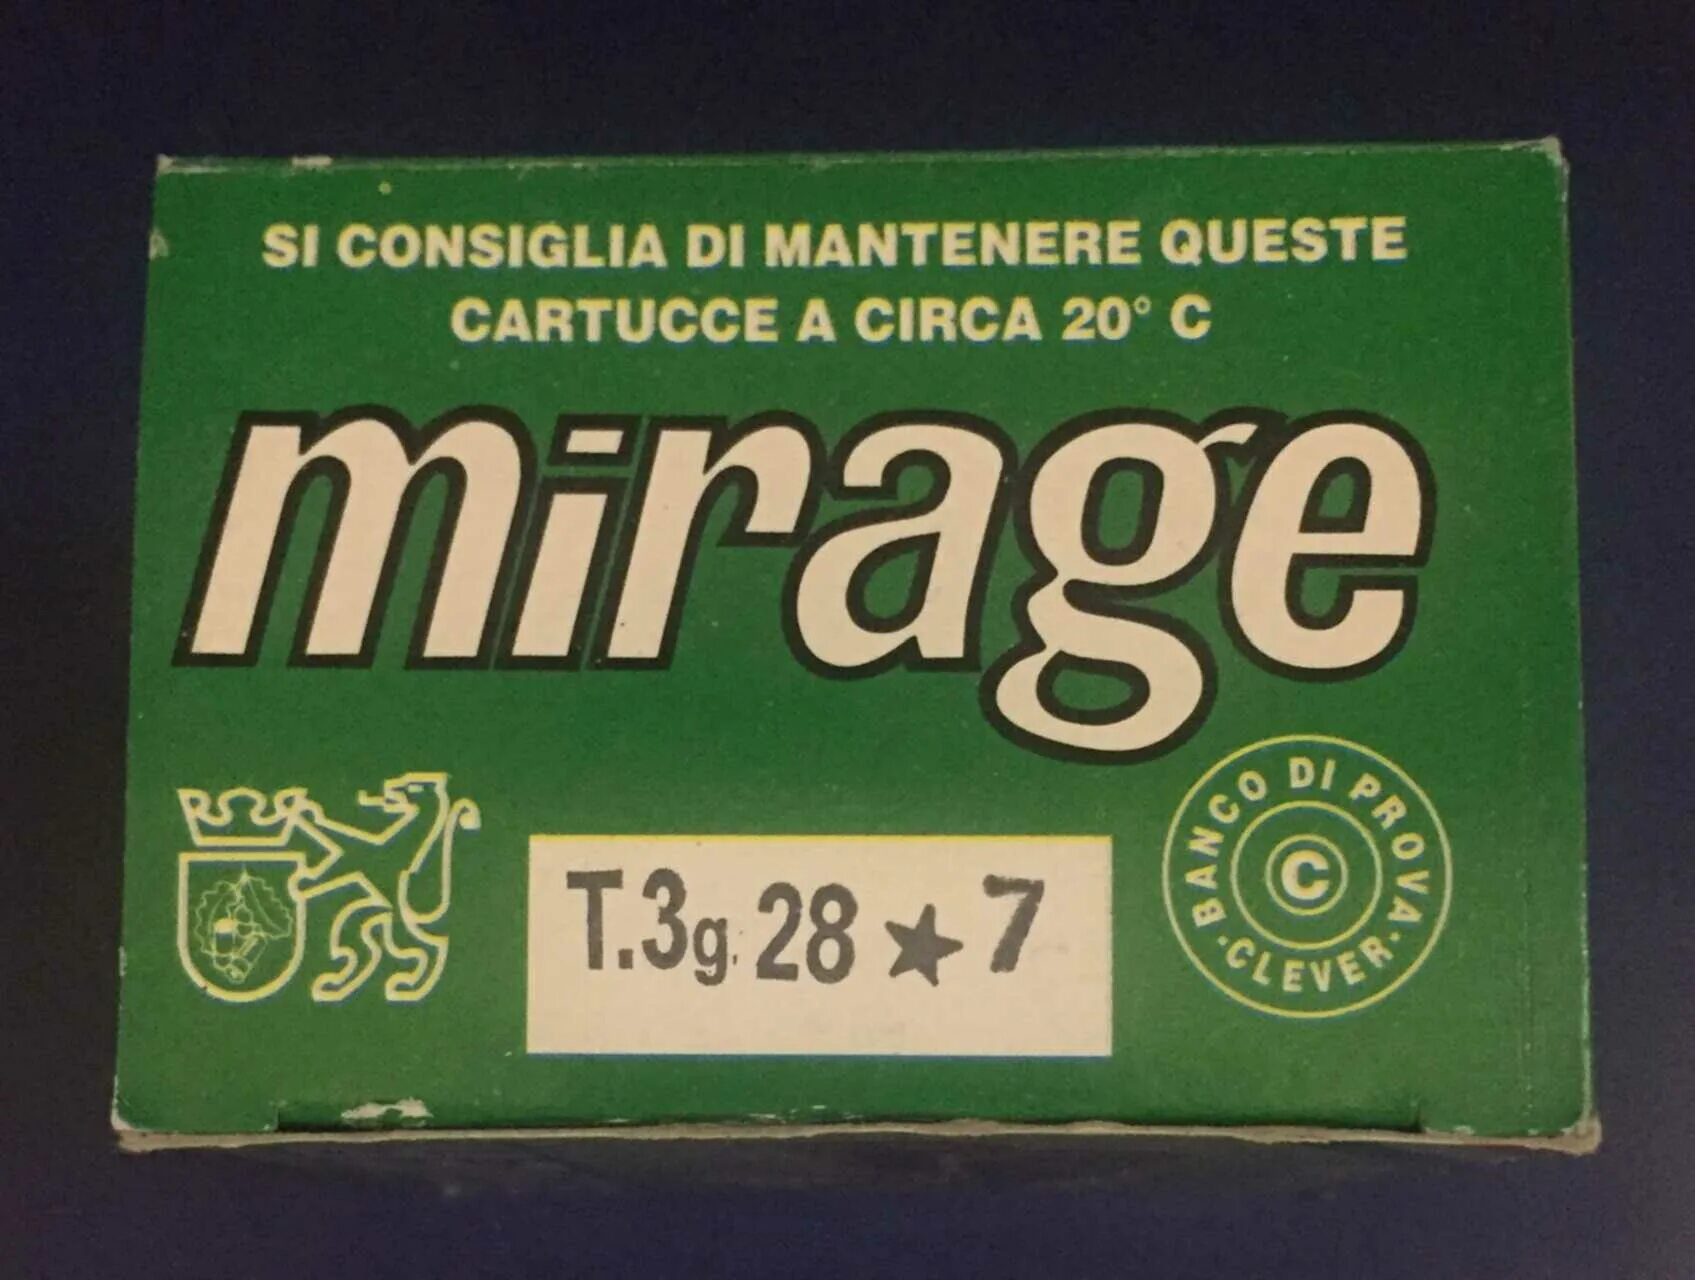 SI CONSIGLIA DI MANTENERE QUESTE
CARTUCCE A CIRCA 20° C
mirage
T.3g. 28 ★ 7
BANCO DI PROVA
C
· CLEVER ·